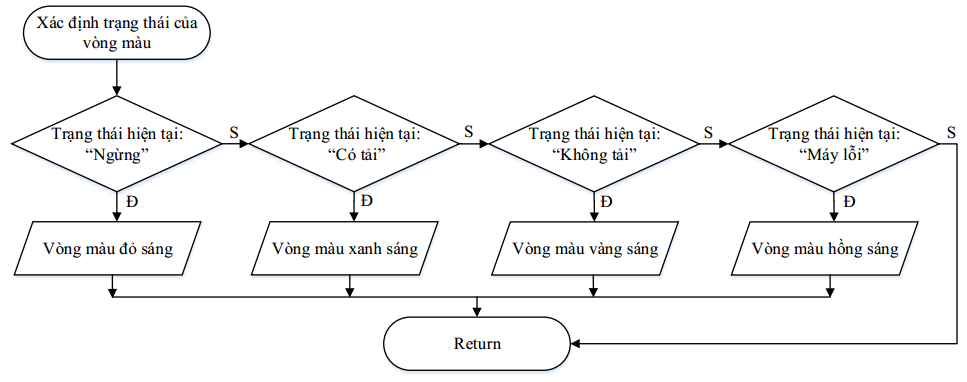 Xác định trạng thái của
vòng màu
Trạng thái hiện tại:
“Ngừng”
S
Trạng thái hiện tại:
“Có tải”
S
Trạng thái hiện tại:
“Không tải”
S
Trạng thái hiện tại:
“Máy lỗi”
S
Đ
Đ
Đ
Đ
Vòng màu đỏ sáng
Vòng màu xanh sáng
Vòng màu vàng sáng
Vòng màu hồng sáng
Return